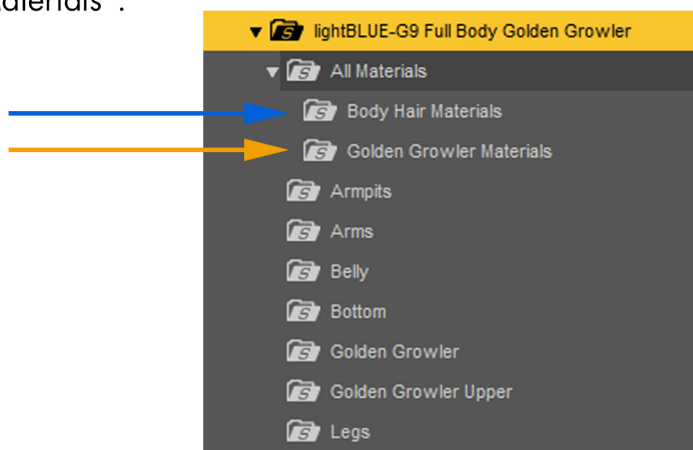 aterials".
lightBLUE-G9 Full Body Golden Growler
All Materials
Body Hair Materials
Golden Growler Materials
Armpits
Arms
Belly
Bottom
Golden Growler
Golden Growler Upper
Legs